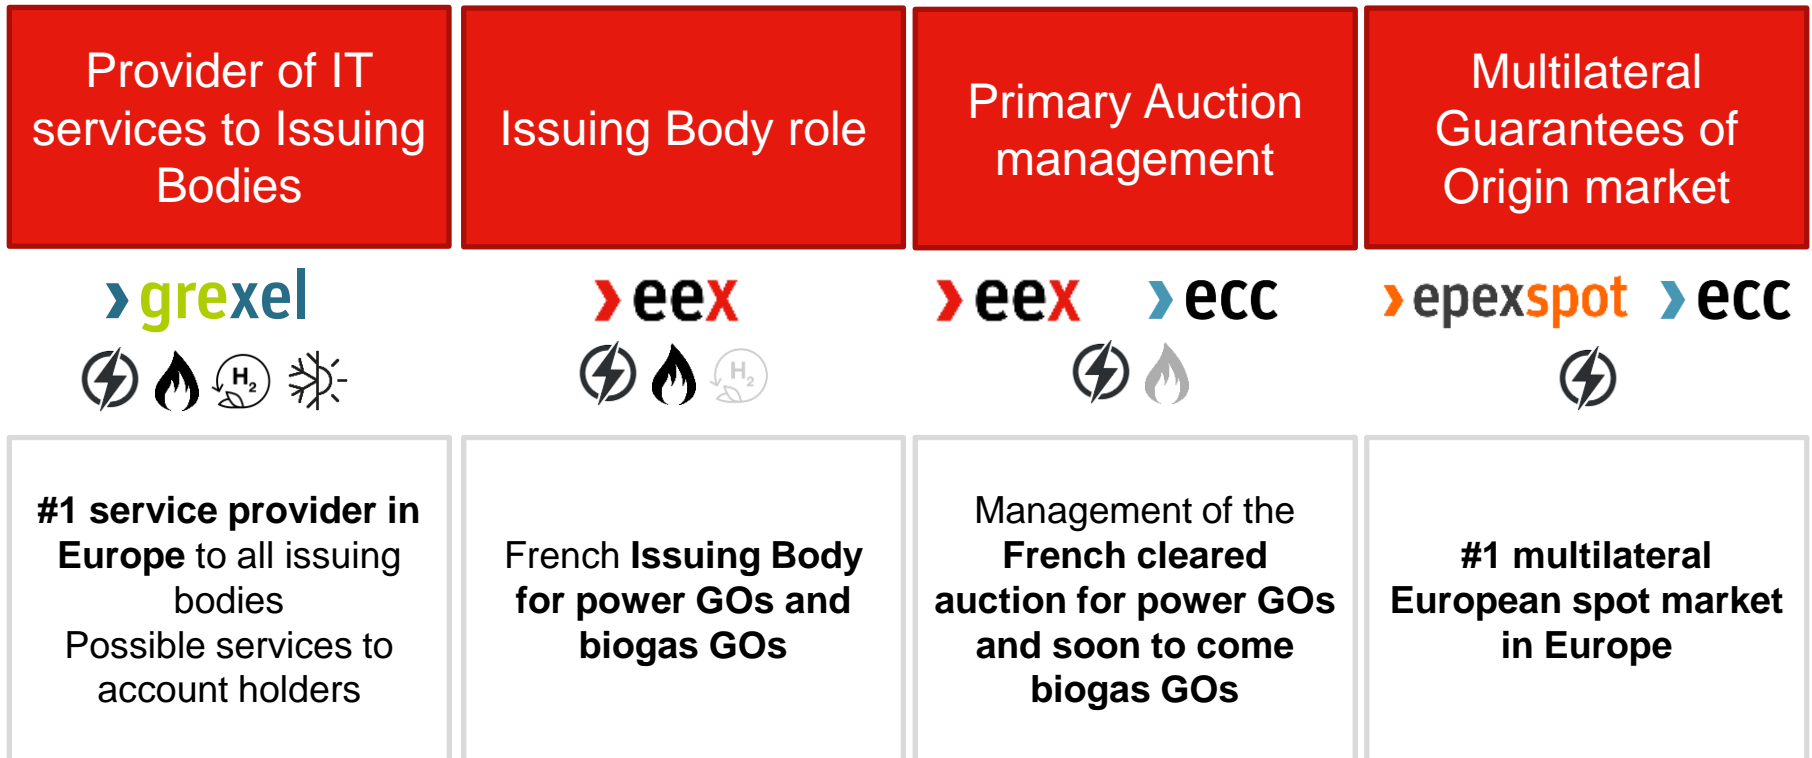 Provider of IT
services to Issuing
Bodies
Issuing Body role
Primary Auction
management
Multilateral
Guarantees of
Origin market
grexel
eex
eex
ecc
epexspot
ecc
H₂
H₂
#1 service provider in
Europe to all issuing
bodies
Possible services to
account holders
French Issuing Body
for power GOs and
biogas GOs
Management of the
French cleared
auction for power GOs
and soon to come
biogas GOs
#1 multilateral
European spot market
in Europe